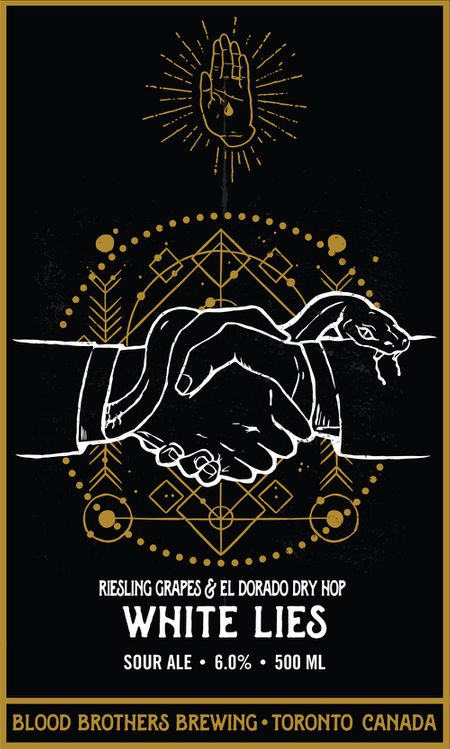 RIESLING GRAPES & EL DORADO DRY HOP
WHITE LIES
SOUR ALE • 6.0% • 500 ML
BLOOD BROTHERS BREWING • TORONTO CANADA